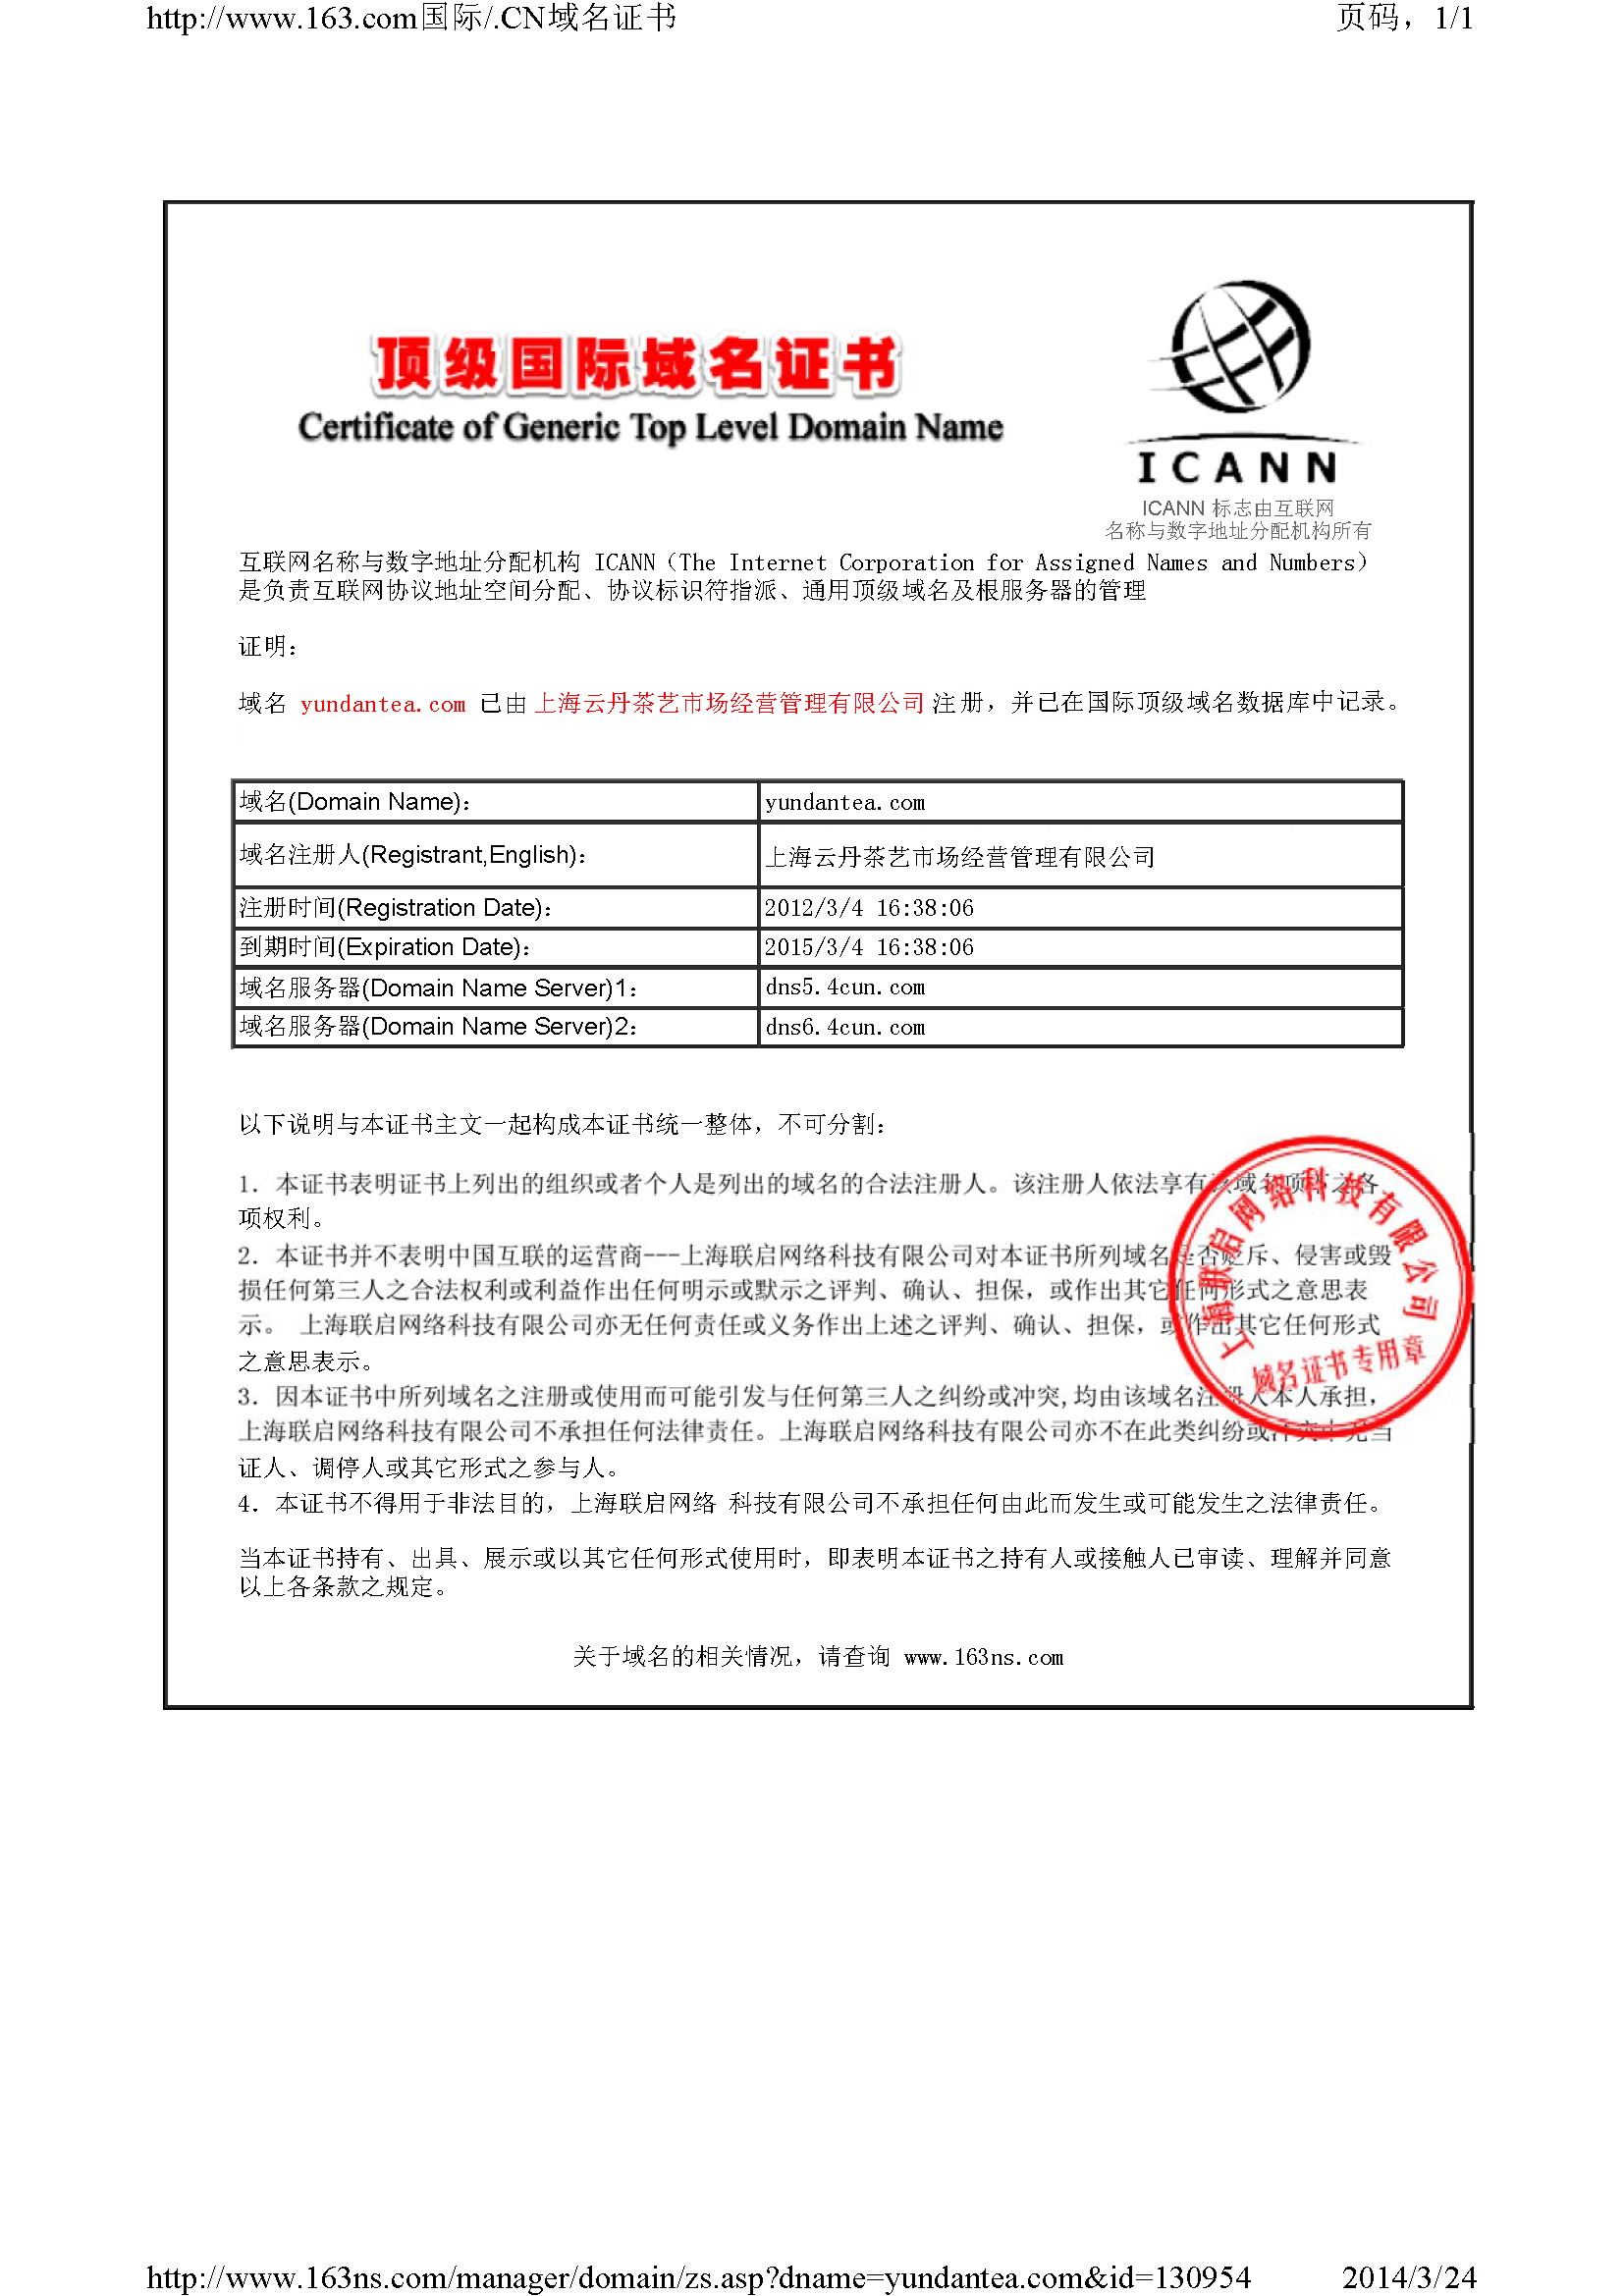 http://www.163.com国际/.CN域名证书
页码，1/1
顶级国际域名证书
Certificate of Generic Top Level Domain Name
ICANN
ICANN 标志由互联网
名称与数字地址分配机构所有
互联网名称与数字地址分配机构 ICANN（The Internet Corporation for Assigned Names and Numbers）
是负责互联网协议地址空间分配、协议标识符指派、通用顶级域名及根服务器的管理
证明：
域名 yundantea.com 已由 上海云丹茶艺市场经营管理有限公司 注册，并已在国际顶级域名数据库中记录。
域名(Domain Name)： yundantea.com
域名注册人(Registrant,English)： 上海云丹茶艺市场经营管理有限公司
注册时间(Registration Date)： 2012/3/4 16:38:06
到期时间(Expiration Date)： 2015/3/4 16:38:06
域名服务器(Domain Name Server)1： dns5.4cun.com
域名服务器(Domain Name Server)2： dns6.4cun.com
以下说明与本证书主文一起构成本证书统一整体，不可分割：
1．本证书表明证书上列出的组织或者个人是列出的域名的合法注册人。该注册人依法享有该域名项下之各
项权利。
2．本证书并不表明中国互联的运营商---上海联启网络科技有限公司对本证书所列域名是否贬斥、侵害或毁
损任何第三人之合法权利或利益作出任何明示或默示之评判、确认、担保，或作出其它任何形式之意思表
示。 上海联启网络科技有限公司亦无任何责任或义务作出上述之评判、确认、担保，或作出其它任何形式
之意思表示。
3．因本证书中所列域名之注册或使用而可能引发与任何第三人之纠纷或冲突,均由该域名注册人本人承担，
上海联启网络科技有限公司不承担任何法律责任。上海联启网络科技有限公司亦不在此类纠纷或冲突中充当
证人、调停人或其它形式之参与人。
4．本证书不得用于非法目的，上海联启网络 科技有限公司不承担任何由此而发生或可能发生之法律责任。
上海联启网络科技有限公司
域名证书专用章
当本证书持有、出具、展示或以其它任何形式使用时，即表明本证书之持有人或接触人已审读、理解并同意
以上各条款之规定。
关于域名的相关情况，请查询 www.163ns.com
http://www.163ns.com/manager/domain/zs.asp?dname=yundantea.com&id=130954
2014/3/24